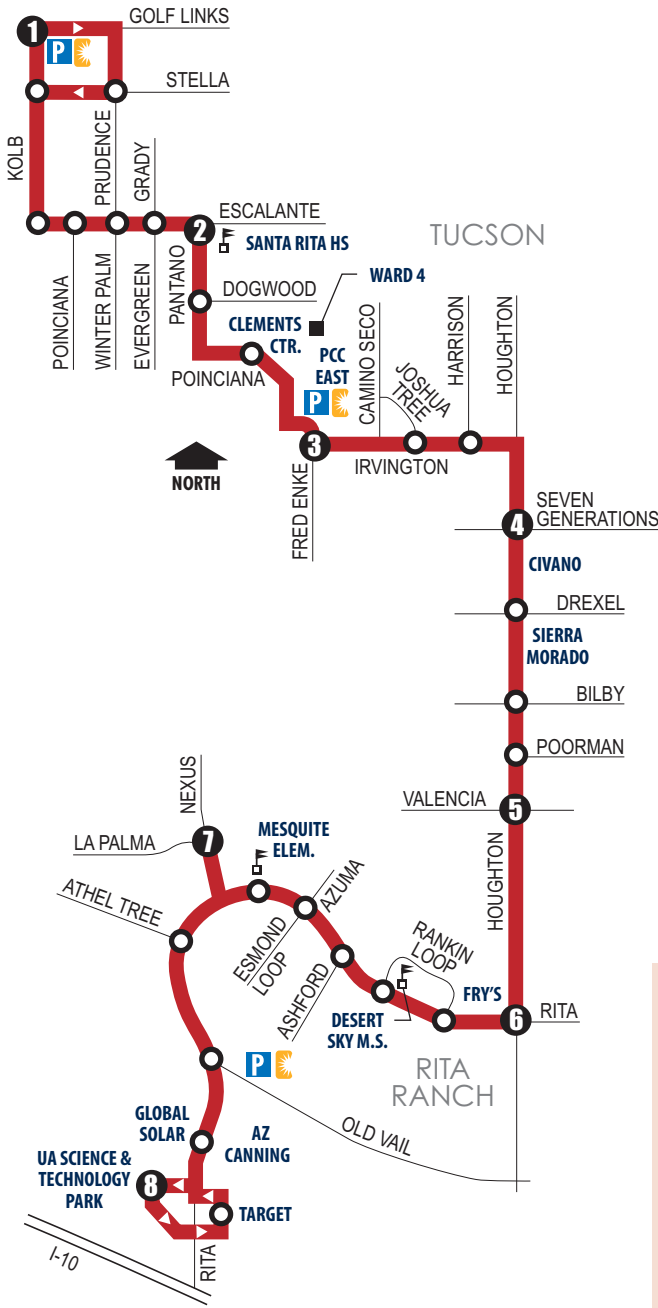 1
GOLF LINKS
P
STELLA
KOLB
PRUDENCE
GRADY
2
ESCALANTE
SANTA RITA HS
TUCSON
POINCIANA
WINTER PALM
EVERGREEN
PANTANO
DOGWOOD
WARD 4
CLEMENTS
CTR.
POINCIANA
PCC
EAST
P
CAMINO SECO
JOSHUA
TREE
HARRISON
HOUGHTON
3
IRVINGTON
NORTH
FRED ENKE
4
SEVEN
GENERATIONS
CIVANO
DREXEL
SIERRA
MORADO
BILBY
POORMAN
VALENCIA
5
HOUGHTON
NEXUS
7
LA PALMA
MESQUITE
ELEM.
ATHEL TREE
AZUMA
ESMOND
LOOP
ASHFORD
RANKIN
LOOP
FRY'S
DESERT
SKY M.S.
6
RITA
RITA
RANCH
P
OLD VAIL
GLOBAL
SOLAR
AZ
CANNING
UA SCIENCE &
TECHNOLOGY
PARK
8
TARGET
RITA
I-10